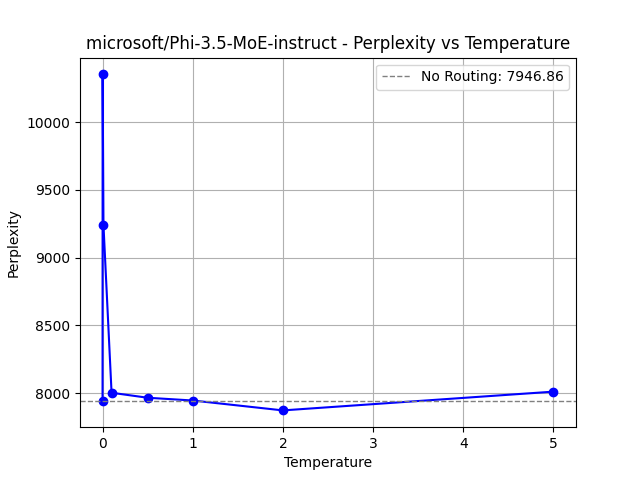 microsoft/Phi-3.5-MoE-instruct - Perplexity vs Temperature
No Routing: 7946.86
10000
9500
9000
8500
8000
Perplexity
0 1 2 3 4 5
Temperature